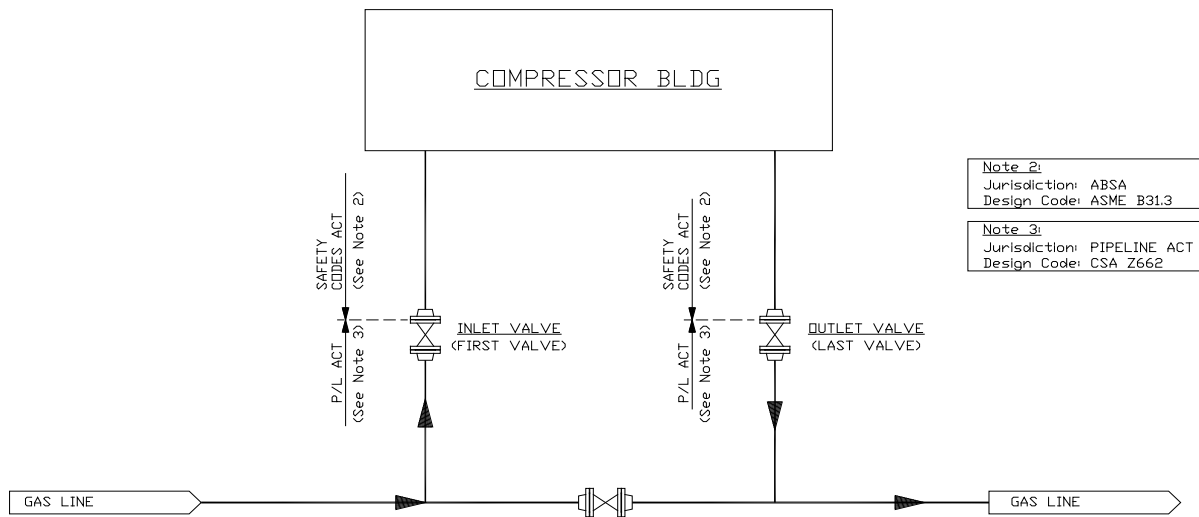 COMPRESSOR BLDG
Note 2:
Jurisdiction: ABSA
Design Code: ASME B31.3
Note 3:
Jurisdiction: PIPELINE ACT
Design Code: CSA Z662
SAFETY
CODES ACT
(See Note 2)
P/L ACT
(See Note 3)
INLET VALVE
(FIRST VALVE)
SAFETY
CODES ACT
(See Note 2)
P/L ACT
(See Note 3)
OUTLET VALVE
(LAST VALVE)
GAS LINE
GAS LINE